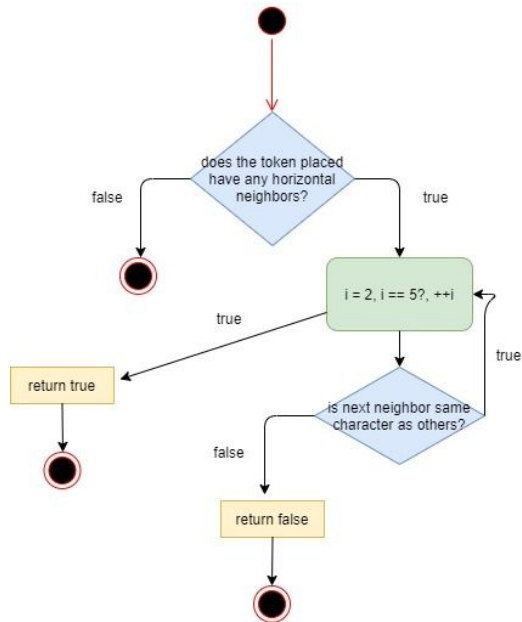 does the token placed
have any horizontal
neighbors?
false
true
i = 2, i == 5?, ++i
true
true
return true
is next neighbor same
character as others?
false
return false